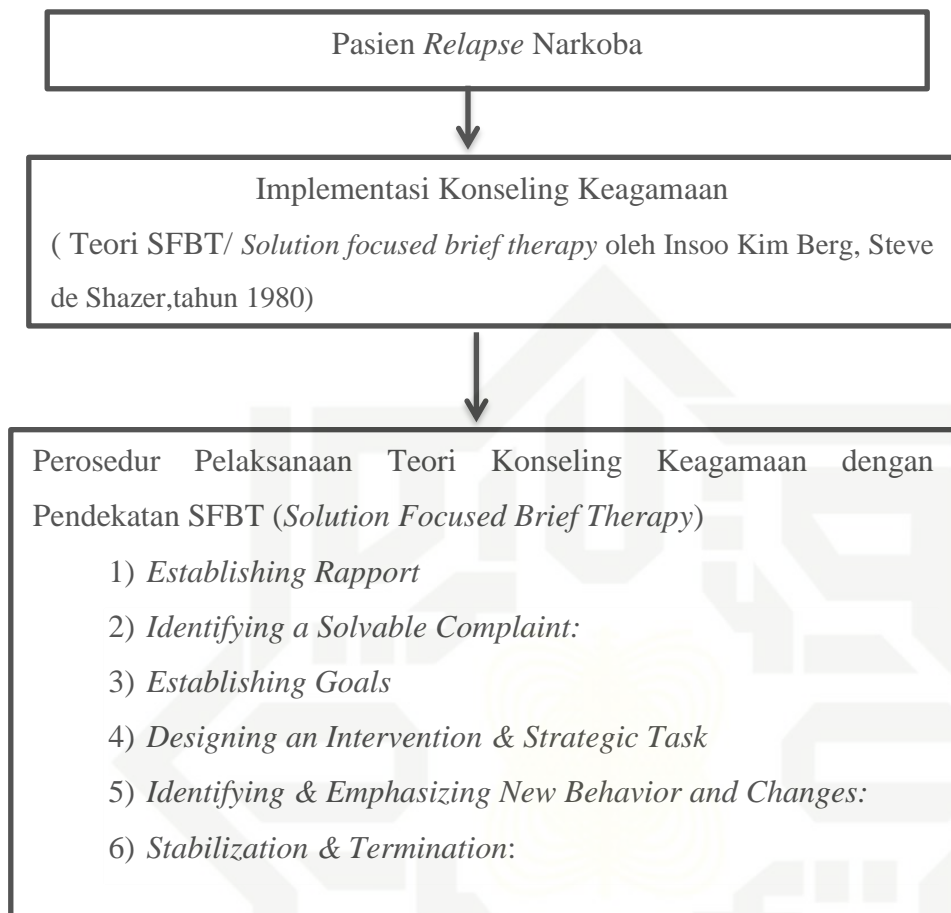 Pasien Relapse Narkoba
Implementasi Konseling Keagamaan
( Teori SFBT/ Solution focused brief therapy oleh Insoo Kim Berg, Steve
de Shazer,tahun 1980)
Perosedur Pelaksanaan Teori Konseling Keagamaan dengan
Pendekatan SFBT (Solution Focused Brief Therapy)
1) Establishing Rapport
2) Identifying a Solvable Complaint:
3) Establishing Goals
4) Designing an Intervention & Strategic Task
5) Identifying & Emphasizing New Behavior and Changes:
6) Stabilization & Termination: